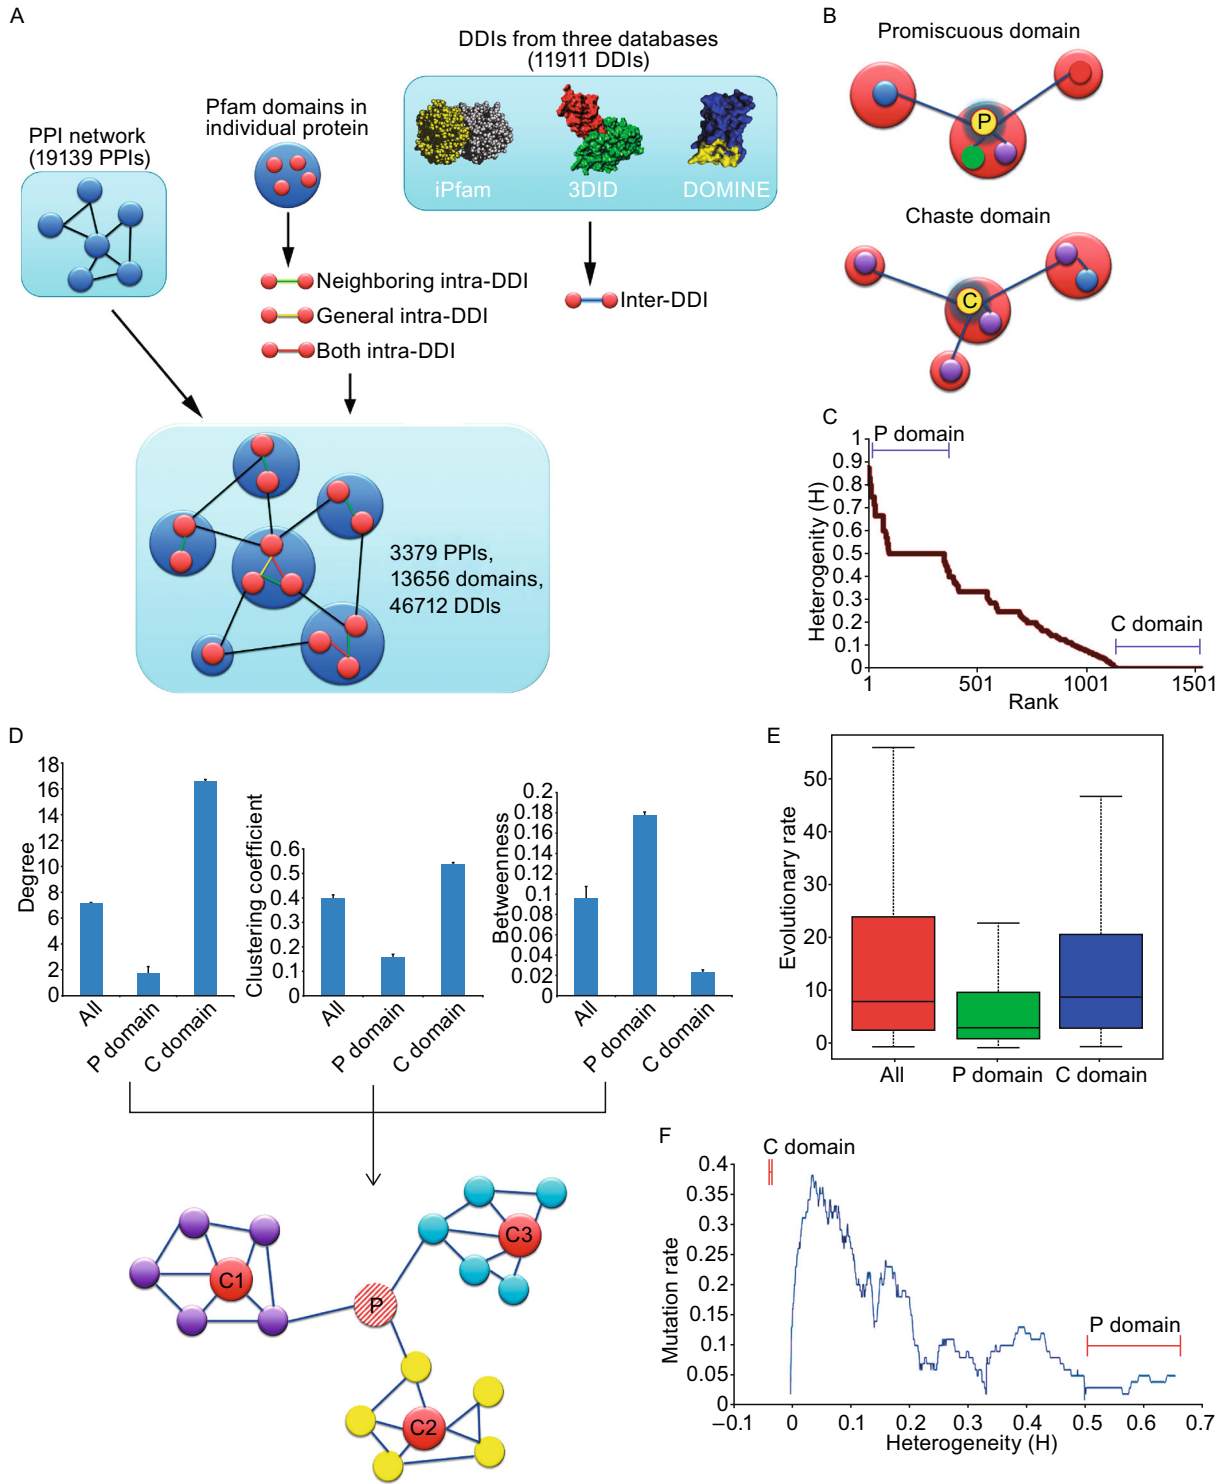 A
DDIs from three databases
(11911 DDIs)
Pfam domains in
individual protein
PPI network
(19139 PPIs)
iPfam
3DID
DOMINE
Neighboring intra-DDI
General intra-DDI
Both intra-DDI
Inter-DDI
3379 PPIs,
13656 domains,
46712 DDIs
B
Promiscuous domain
P
Chaste domain
C
C
P domain
C domain
Heterogenity (H)
1
0.9
0.8
0.7
0.6
0.5
0.4
0.3
0.2
0.1
0
1
501
1001
1501
Rank
D
Degree
18
16
14
12
10
8
6
4
2
0
All
P domain
C domain
Clustering coefficient
0.6
0.5
0.4
0.3
0.2
0.1
0
All
P domain
C domain
Betweenness
0.2
0.18
0.16
0.14
0.12
0.1
0.08
0.06
0.04
0.02
0
All
P domain
C domain
C1
P
C3
C2
E
Evolutionary rate
50
40
30
20
10
0
All
P domain
C domain
F
C domain
P domain
Mutation rate
0.4
0.35
0.3
0.25
0.2
0.15
0.1
0.05
0
–0.1
0
0.1
0.2
0.3
0.4
0.5
0.6
0.7
Heterogeneity (H)